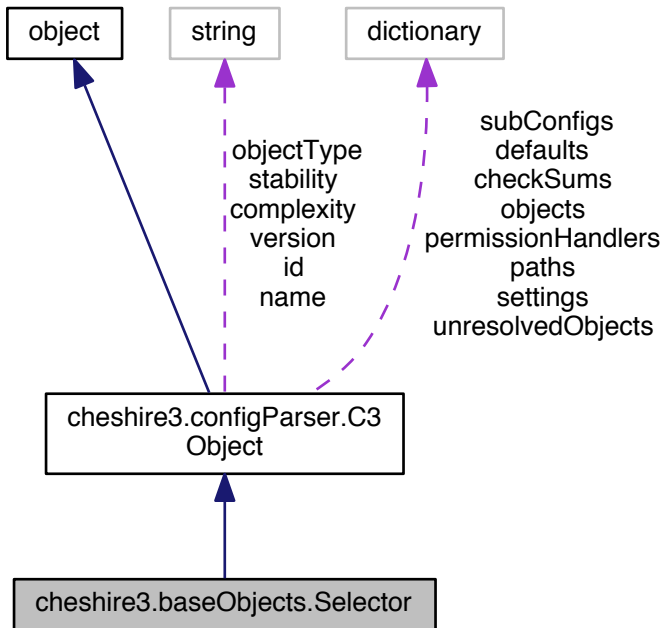 object
string
dictionary
objectType
stability
complexity
version
id
name
subConfigs
defaults
checkSums
objects
permissionHandlers
paths
settings
unresolvedObjects
cheshire3.configParser.C3
Object
cheshire3.baseObjects.Selector